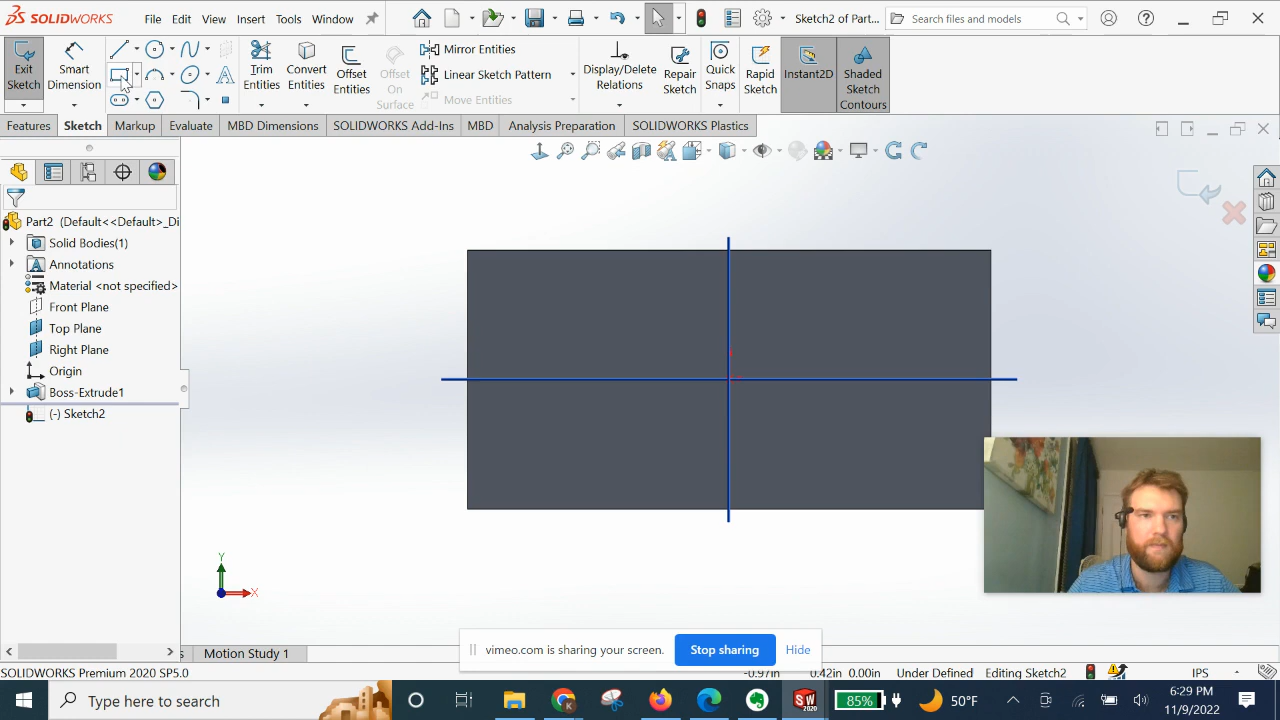 SOLIDWORKS File Edit View Insert Tools Window Sketch2 of Part... Search files and models
Exit Sketch
Smart Dimension
Trim Entities
Convert Entities
Offset Entities
Offset On Surface
Mirror Entities
Linear Sketch Pattern
Move Entities
Display/Delete Relations
Repair Sketch
Quick Snaps
Rapid Sketch
Instant2D
Shaded Sketch Contours
Features Sketch Markup Evaluate MBD Dimensions SOLIDWORKS Add-Ins MBD Analysis Preparation SOLIDWORKS Plastics
Part2 (Default<<Default>_Di
Solid Bodies(1)
Annotations
Material <not specified>
Front Plane
Top Plane
Right Plane
Origin
Boss-Extrude1
(-) Sketch2
Y
X
vimeo.com is sharing your screen. Stop sharing Hide
s Motion Study 1
SOLIDWORKS Premium 2020 SP5.0 -0.97in 0.42in 0.00in Under Defined Editing Sketch2 IPS
Type here to search SW 2020 85% 50°F 6:29 PM
11/9/2022